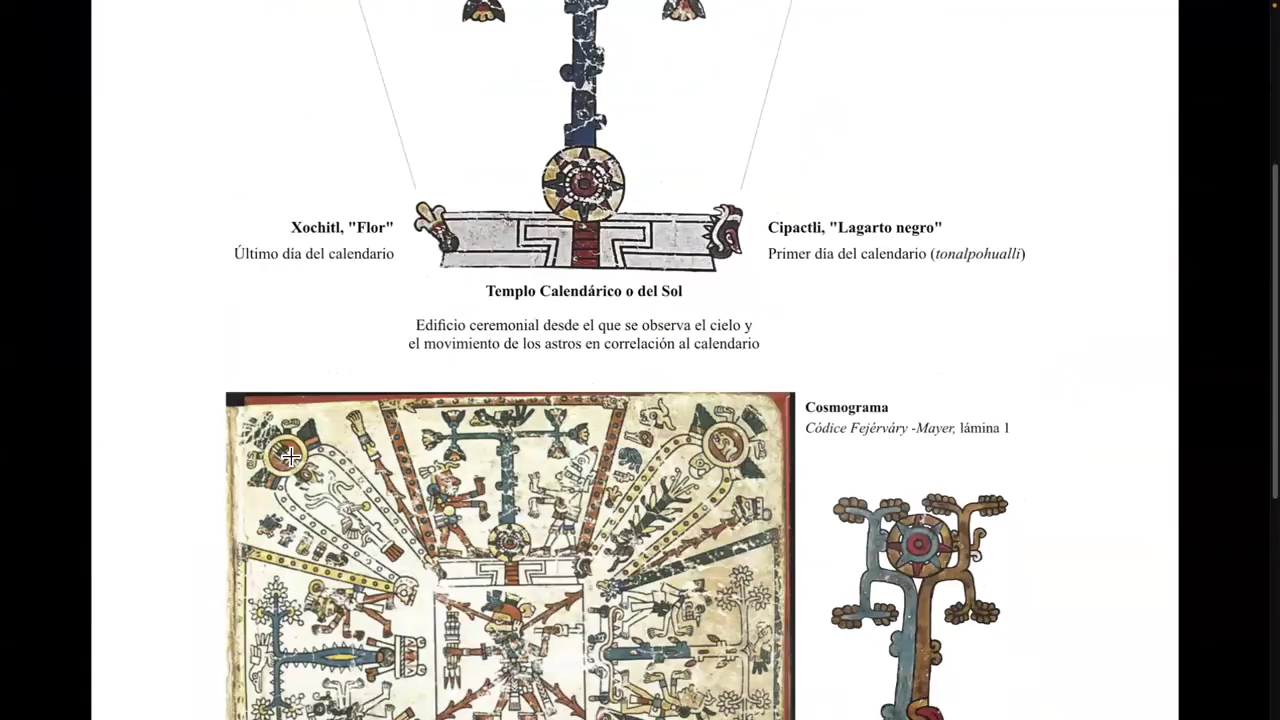 Xochitl, "Flor"
Último día del calendario
Cipactli, "Lagarto negro"
Primer día del calendario (tonalpohualli)
Templo Calendárico o del Sol
Edificio ceremonial desde el que se observa el cielo y
el movimiento de los astros en correlación al calendario
Cosmograma
Códice Fejérváry -Mayer, lámina 1